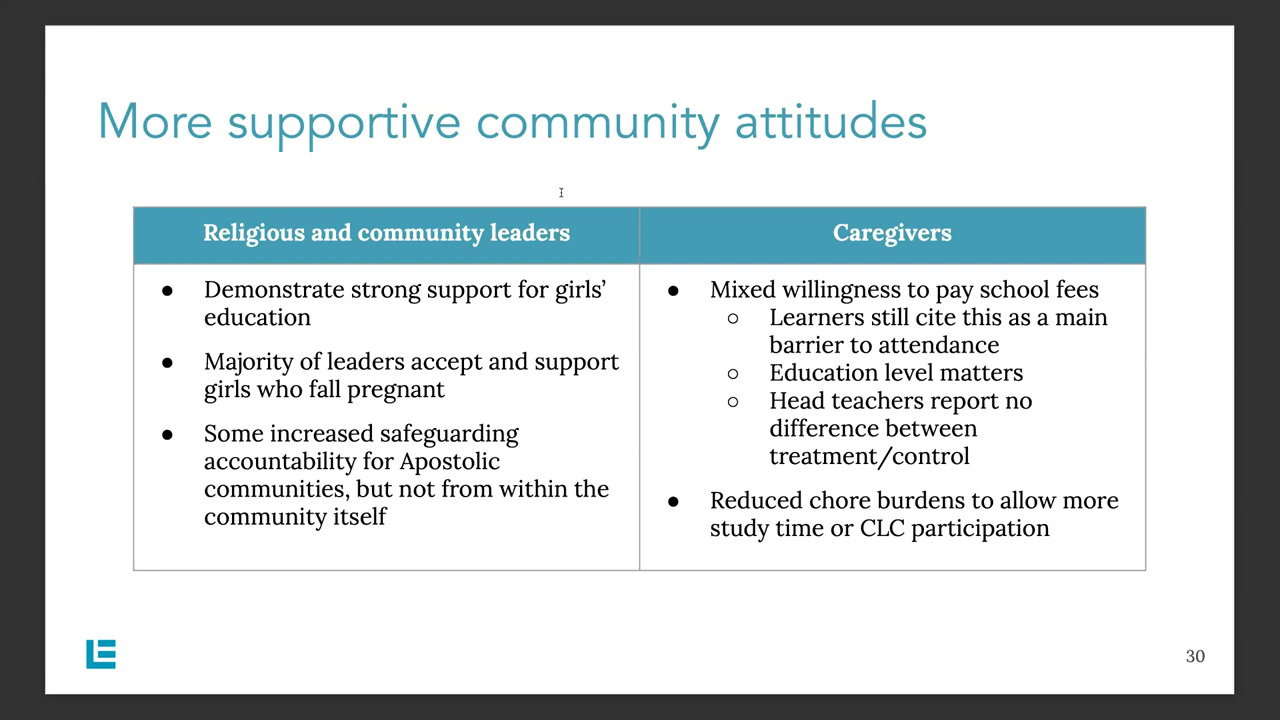 More supportive community attitudes
Religious and community leaders
● Demonstrate strong support for girls’
education
● Majority of leaders accept and support
girls who fall pregnant
● Some increased safeguarding
accountability for Apostolic
communities, but not from within the
community itself
Caregivers
● Mixed willingness to pay school fees
○ Learners still cite this as a main
barrier to attendance
○ Education level matters
○ Head teachers report no
difference between
treatment/control
● Reduced chore burdens to allow more
study time or CLC participation
LE
30